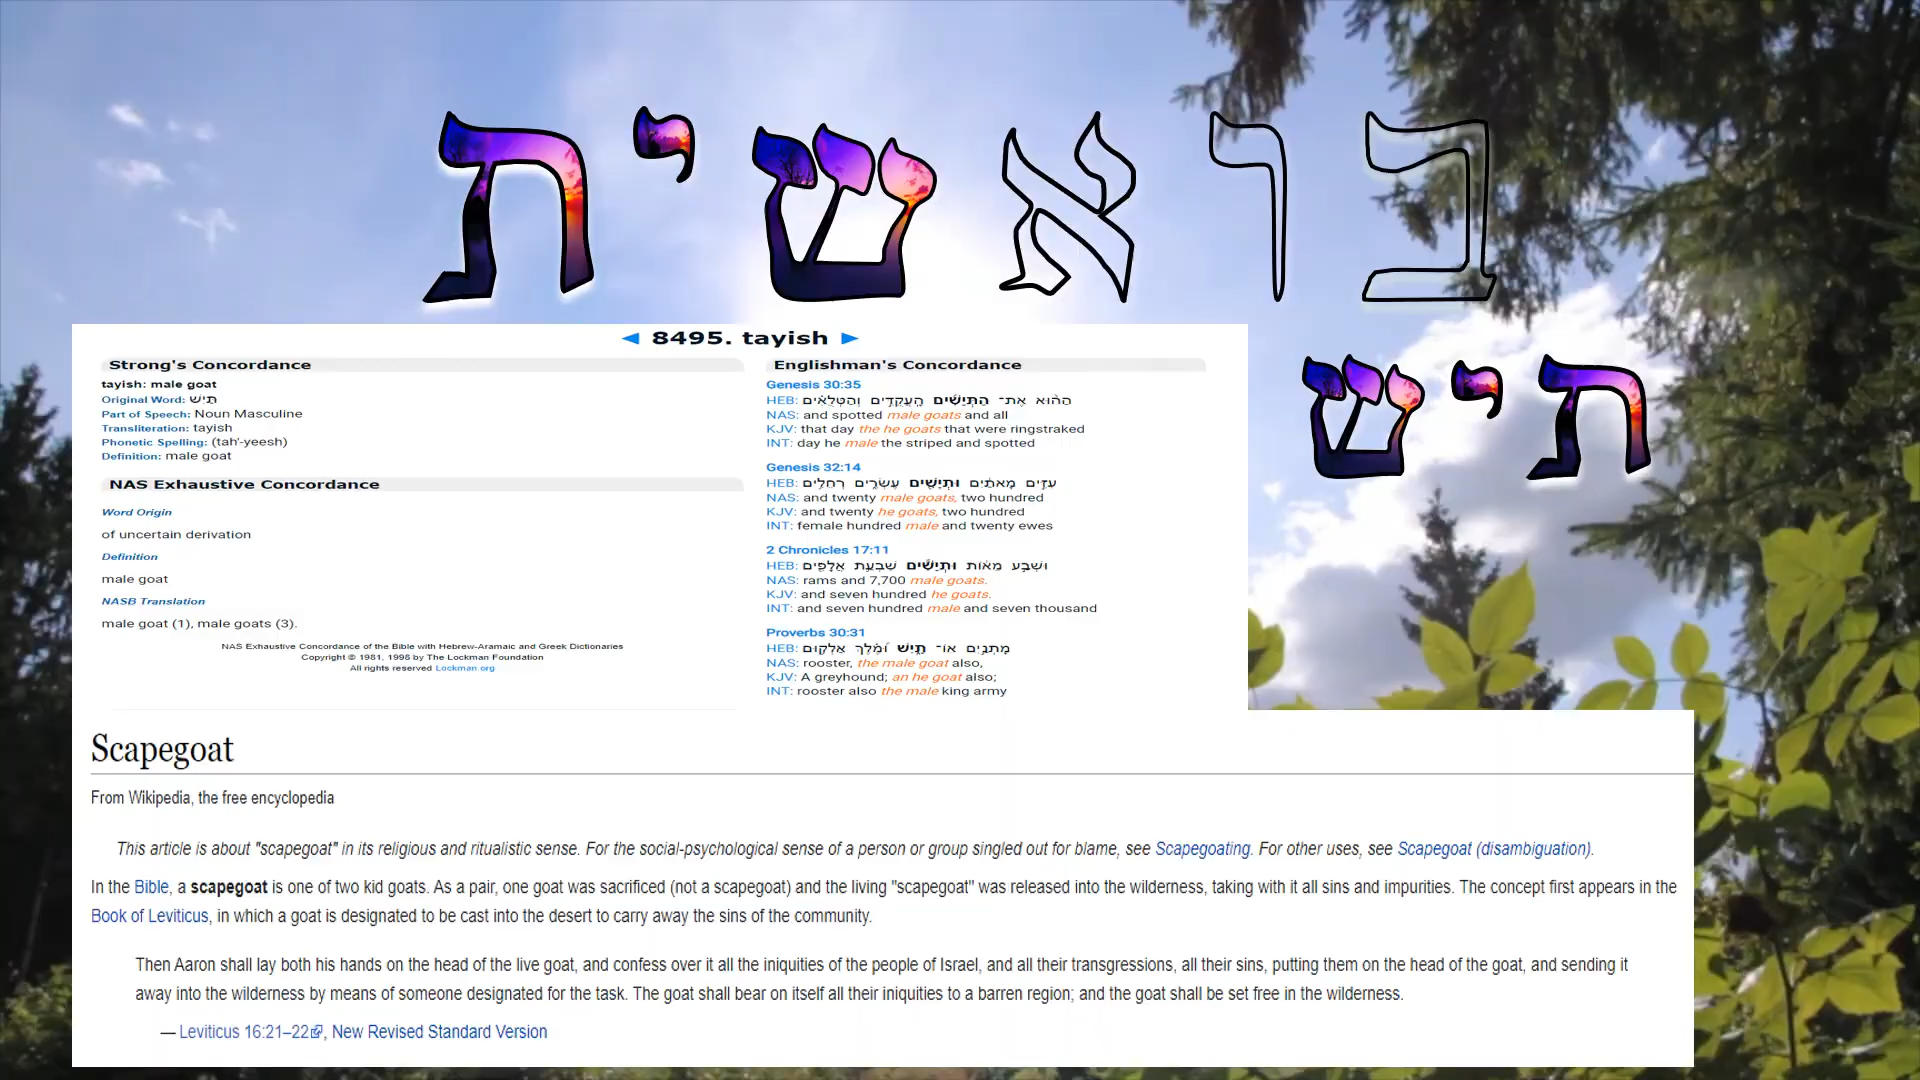 בראשית
תיש
◄ 8495. tayish ►
Strong's Concordance
tayish: male goat
Original Word: תַּיִשׁ
Part of Speech: Noun Masculine
Transliteration: tayish
Phonetic Spelling: (tah'-yeesh)
Definition: male goat
NAS Exhaustive Concordance
Word Origin
of uncertain derivation
Definition
male goat
NASB Translation
male goat (1), male goats (3).
NAS Exhaustive Concordance of the Bible with Hebrew-Aramaic and Greek Dictionaries
Copyright © 1981, 1998 by The Lockman Foundation
All rights reserved Lockman.org
Englishman's Concordance
Genesis 30:35
HEB: הַה֨וּא אֶת־ הַתְּיָשִׁ֜ים הָֽעֲקֻדִּ֣ים וְהַטְּלֻאִ֗ים
NAS: and spotted male goats and all
KJV: that day the he goats that were ringstraked
INT: day he male the striped and spotted
Genesis 32:14
HEB: עִזִּ֣ים מָאתַ֔יִם וּתְיָשִׁ֖ים עֶשְׂרִ֑ים רְחֵלִ֥ים
NAS: and twenty male goats, two hundred
KJV: and twenty he goats, two hundred
INT: female hundred male and twenty ewes
2 Chronicles 17:11
HEB: וּשְׁבַ֣ע מֵא֔וֹת וּתְיָשִׁ֕ים שִׁבְעַ֥ת אֲלָפִ֖ים
NAS: rams and 7,700 male goats.
KJV: and seven hundred he goats.
INT: and seven hundred male and seven thousand
Proverbs 30:31
HEB: מָתְנַ֥יִם אוֹ־ תָ֑יִשׁ וּ֝מֶ֗לֶךְ אַלְק֥וּם
NAS: rooster, the male goat also,
KJV: A greyhound; an he goat also;
INT: rooster also the male king army
Scapegoat
From Wikipedia, the free encyclopedia
This article is about "scapegoat" in its religious and ritualistic sense. For the social-psychological sense of a person or group singled out for blame, see Scapegoating. For other uses, see Scapegoat (disambiguation).
In the Bible, a scapegoat is one of two kid goats. As a pair, one goat was sacrificed (not a scapegoat) and the living "scapegoat" was released into the wilderness, taking with it all sins and impurities. The concept first appears in the
Book of Leviticus, in which a goat is designated to be cast into the desert to carry away the sins of the community.
Then Aaron shall lay both his hands on the head of the live goat, and confess over it all the iniquities of the people of Israel, and all their transgressions, all their sins, putting them on the head of the goat, and sending it
away into the wilderness by means of someone designated for the task. The goat shall bear on itself all their iniquities to a barren region; and the goat shall be set free in the wilderness.
— Leviticus 16:21–22, New Revised Standard Version